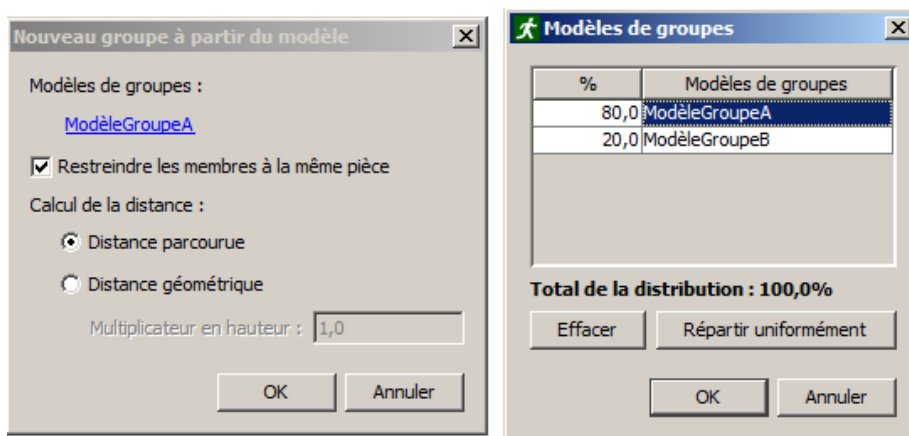 Nouveau groupe à partir du modèle
Modèles de groupes :
ModèleGroupeA
Restreindre les membres à la même pièce
Calcul de la distance :
Distance parcourue
Distance géométrique
Multiplicateur en hauteur : 1,0
OK Annuler
Modèles de groupes
% Modèles de groupes
80,0 ModèleGroupeA
20,0 ModèleGroupeB
Total de la distribution : 100,0%
Effacer Répartir uniformément
OK Annuler